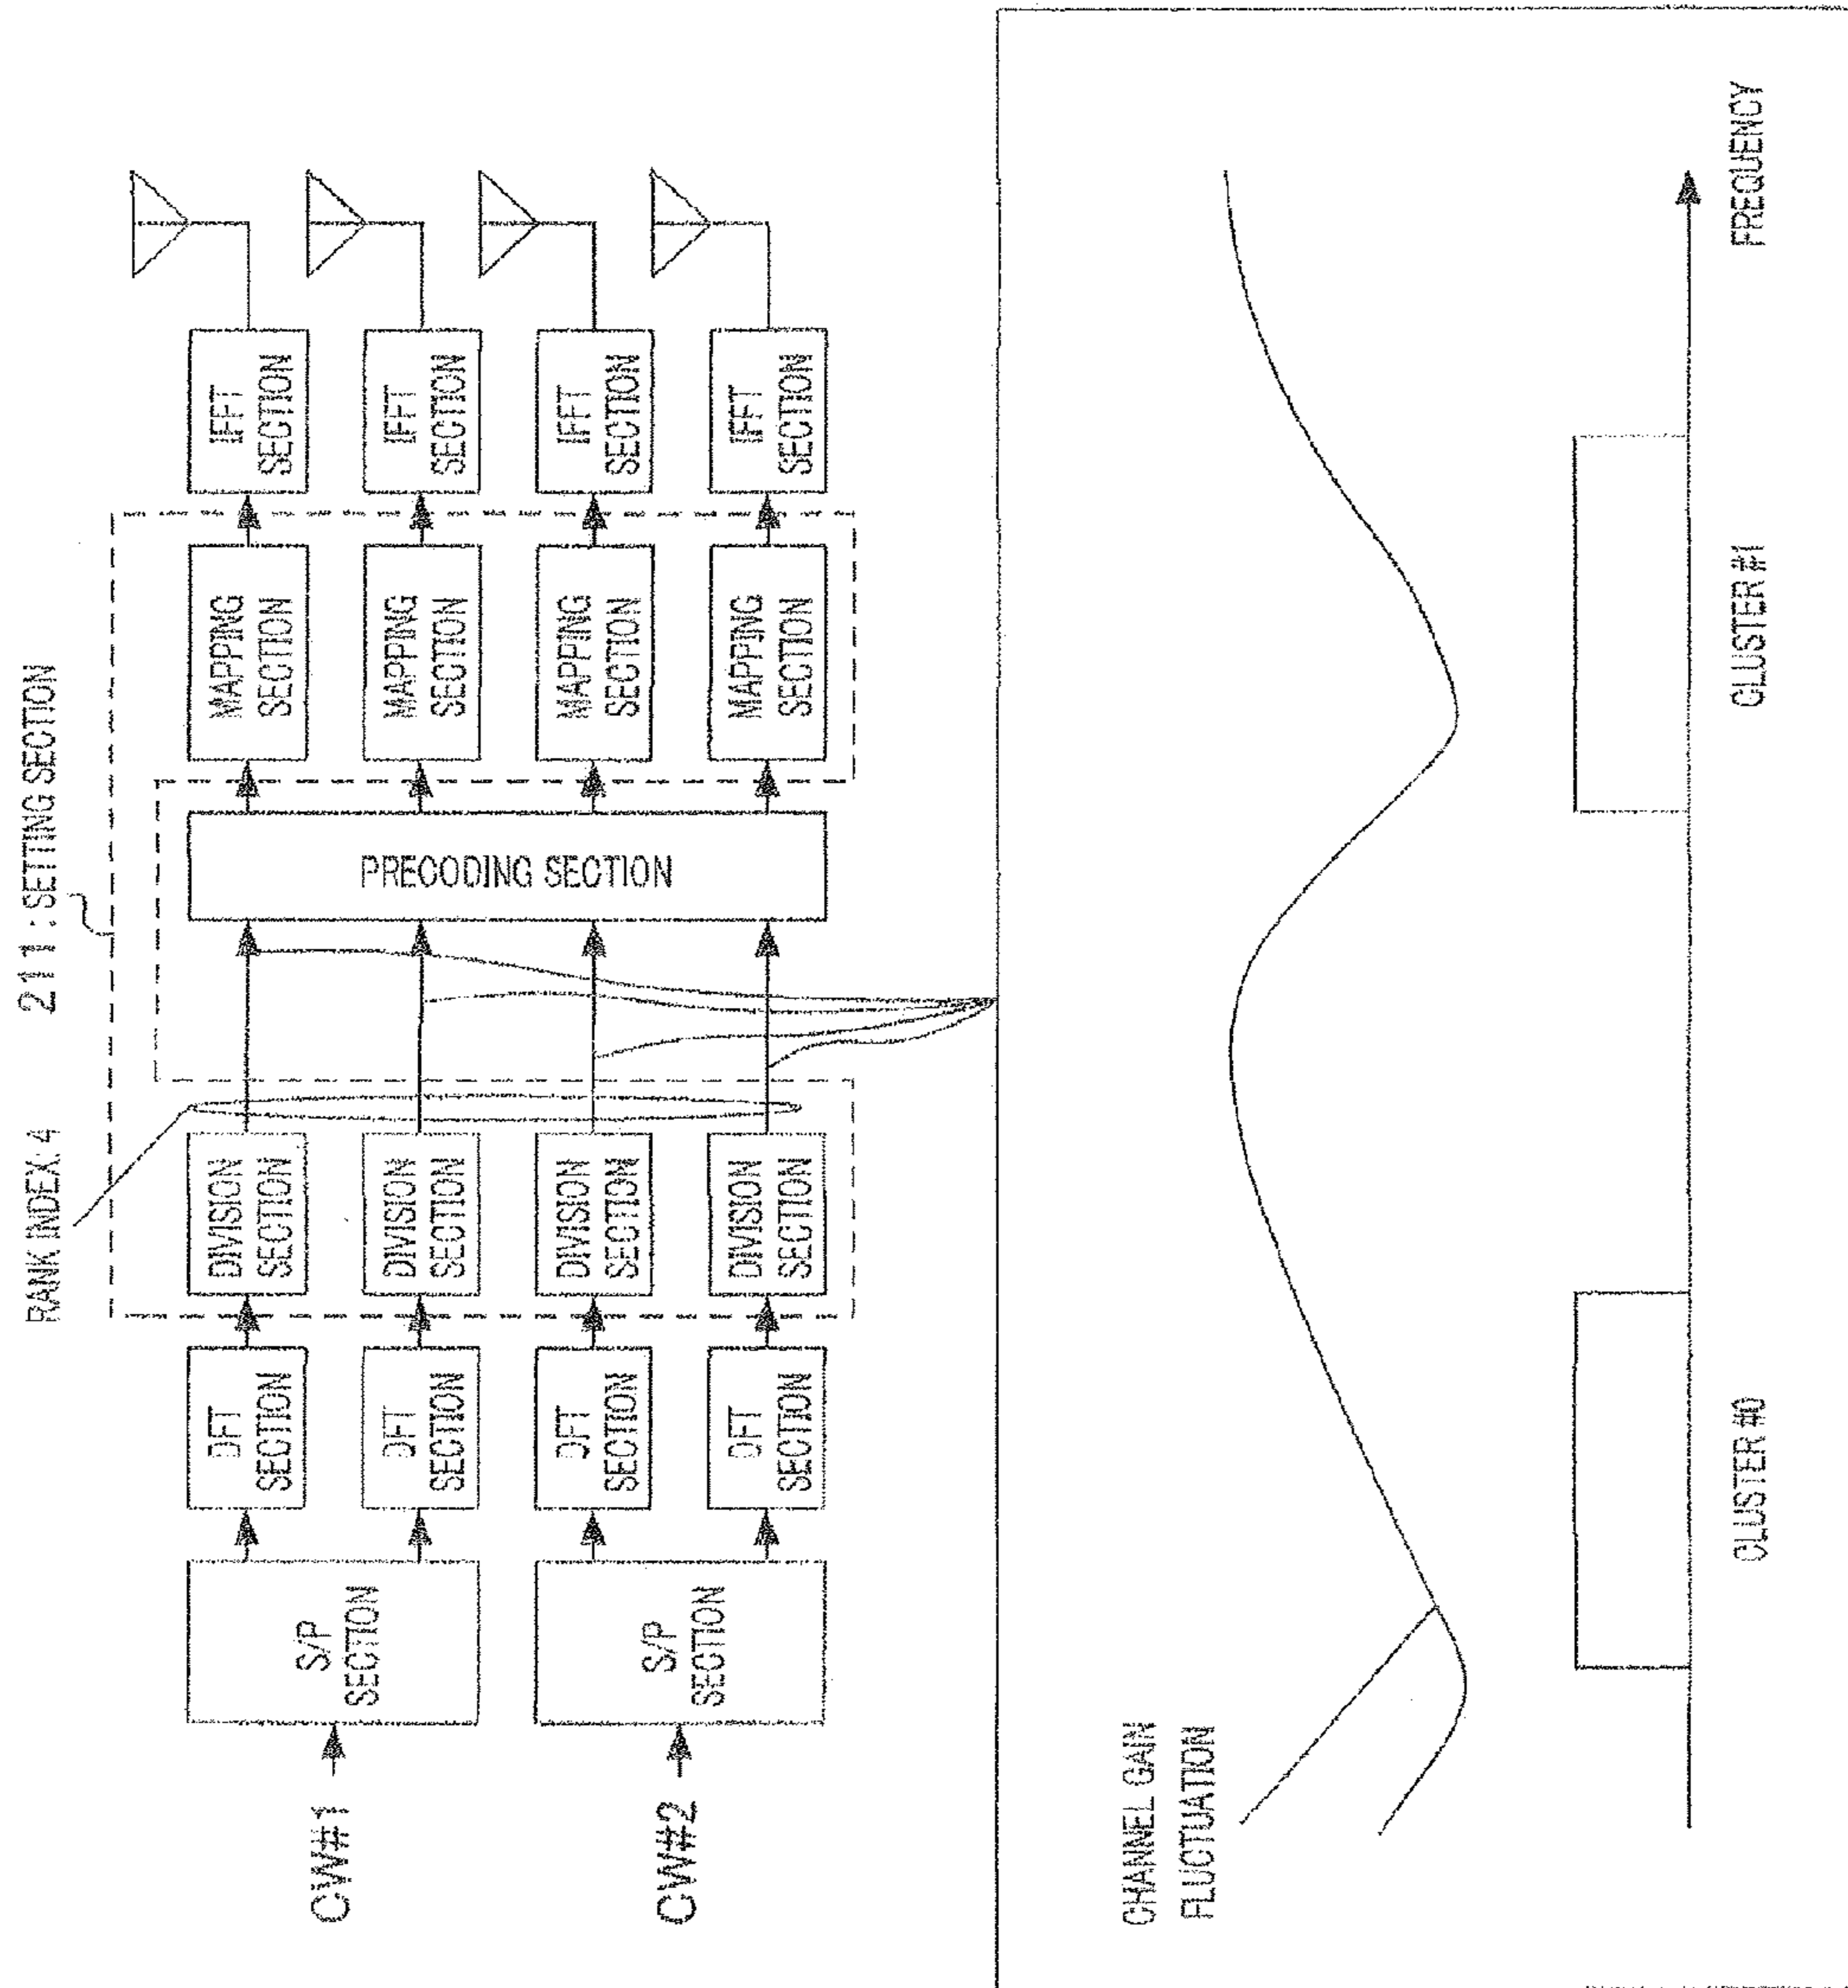 RANK INDEX: 4
211 : SETTING SECTION
CW#1
S/P
SECTION
DFT
SECTION
DIVISION
SECTION
MAPPING
SECTION
IFFT
SECTION
DFT
SECTION
DIVISION
SECTION
PRECODING SECTION
MAPPING
SECTION
IFFT
SECTION
CW#2
S/P
SECTION
DFT
SECTION
DIVISION
SECTION
MAPPING
SECTION
IFFT
SECTION
DFT
SECTION
DIVISION
SECTION
MAPPING
SECTION
IFFT
SECTION
CHANNEL GAIN
FLUCTUATION
CLUSTER #0
CLUSTER #1
FREQUENCY